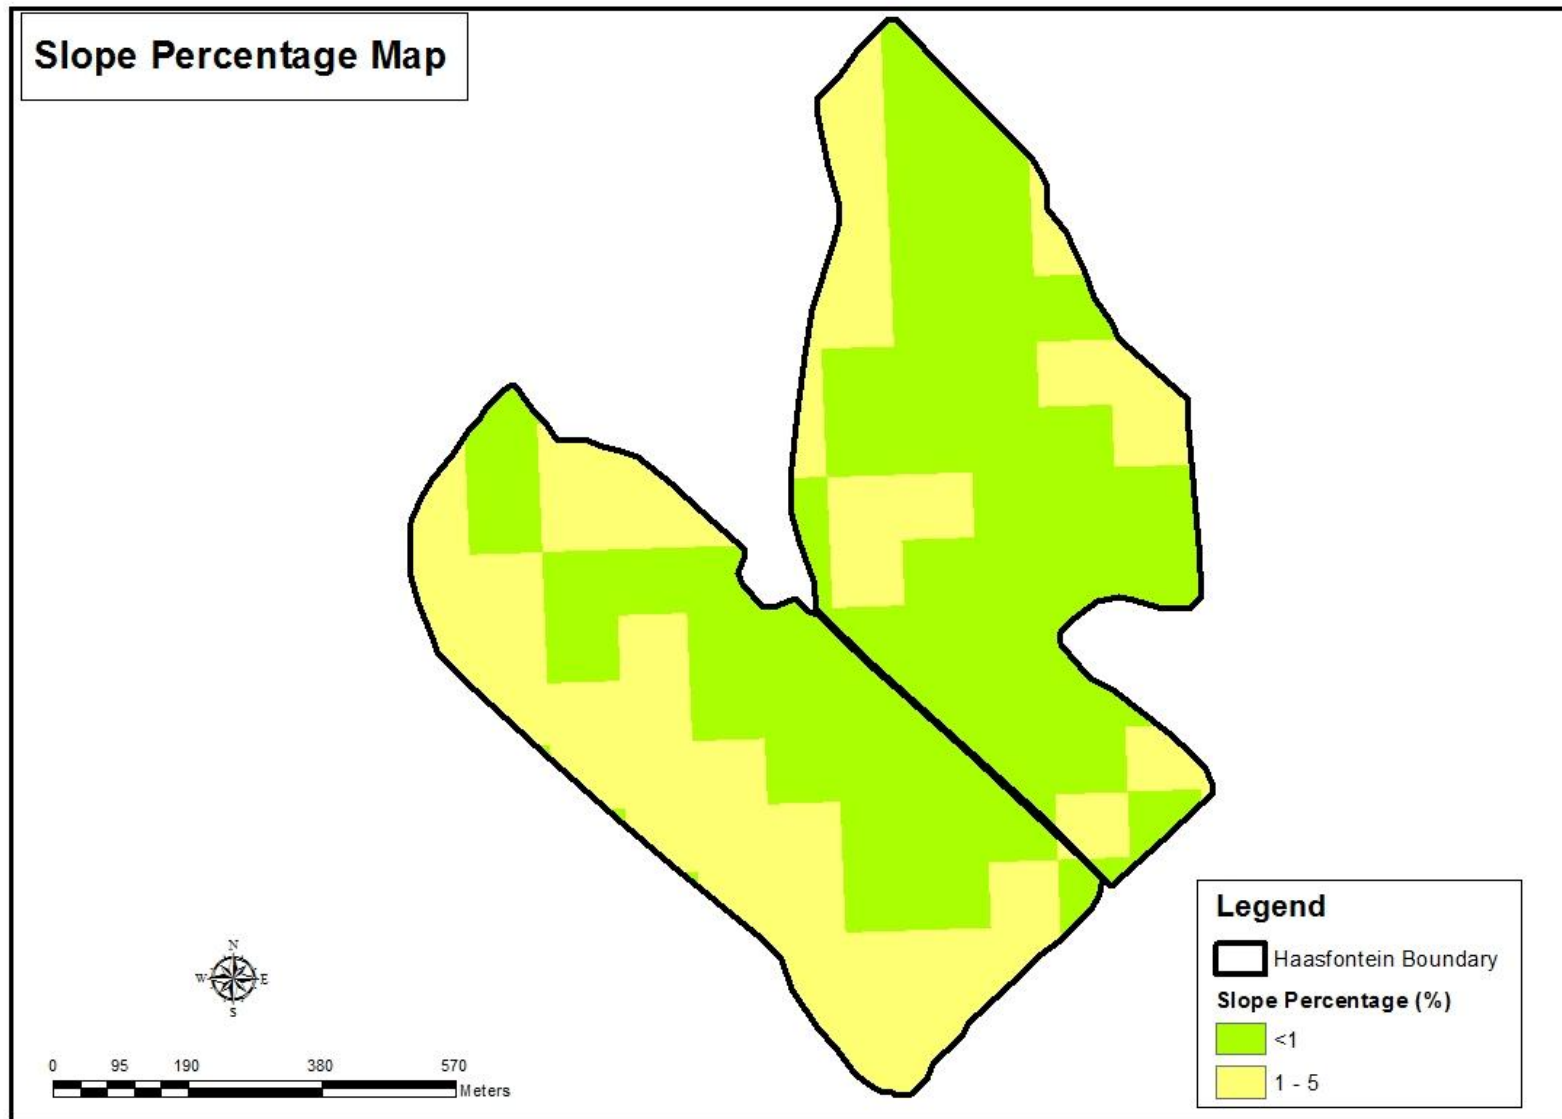 Slope Percentage Map
Legend
Haasfontein Boundary
Slope Percentage (%)
<1
1 - 5
N
W E
S
0 95 190 380 570
Meters